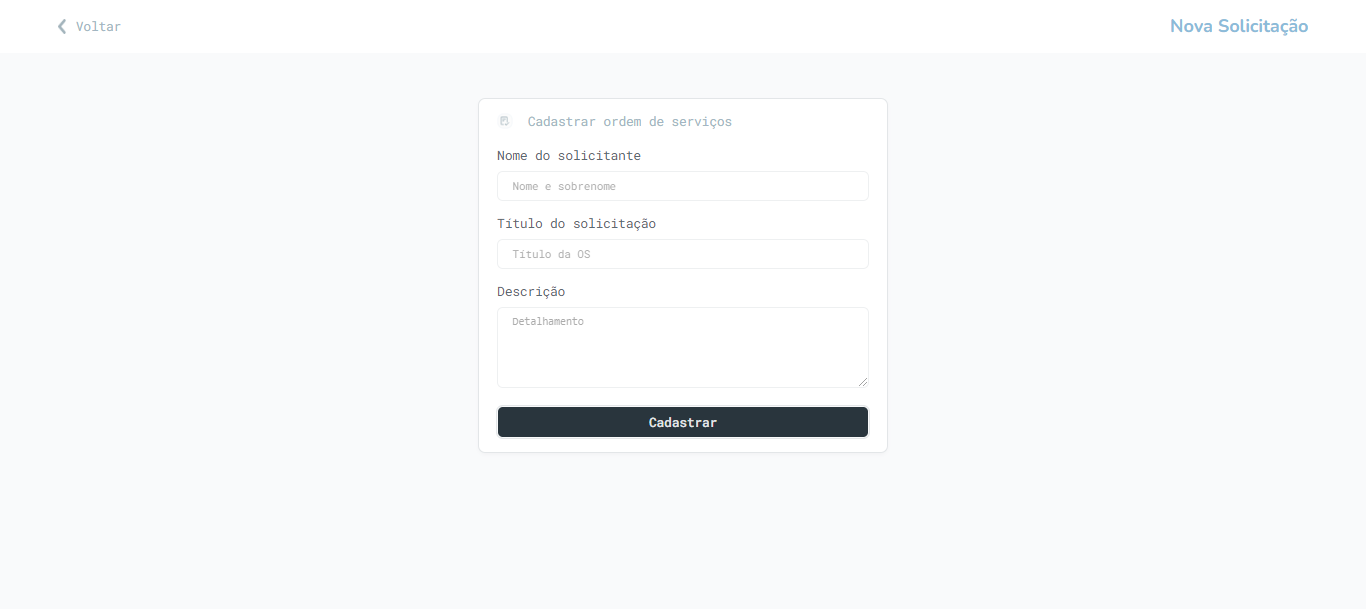 Voltar
Nova Solicitação
Cadastrar ordem de serviços
Nome do solicitante
Nome e sobrenome
Título do solicitação
Título da OS
Descrição
Detalhamento
Cadastrar